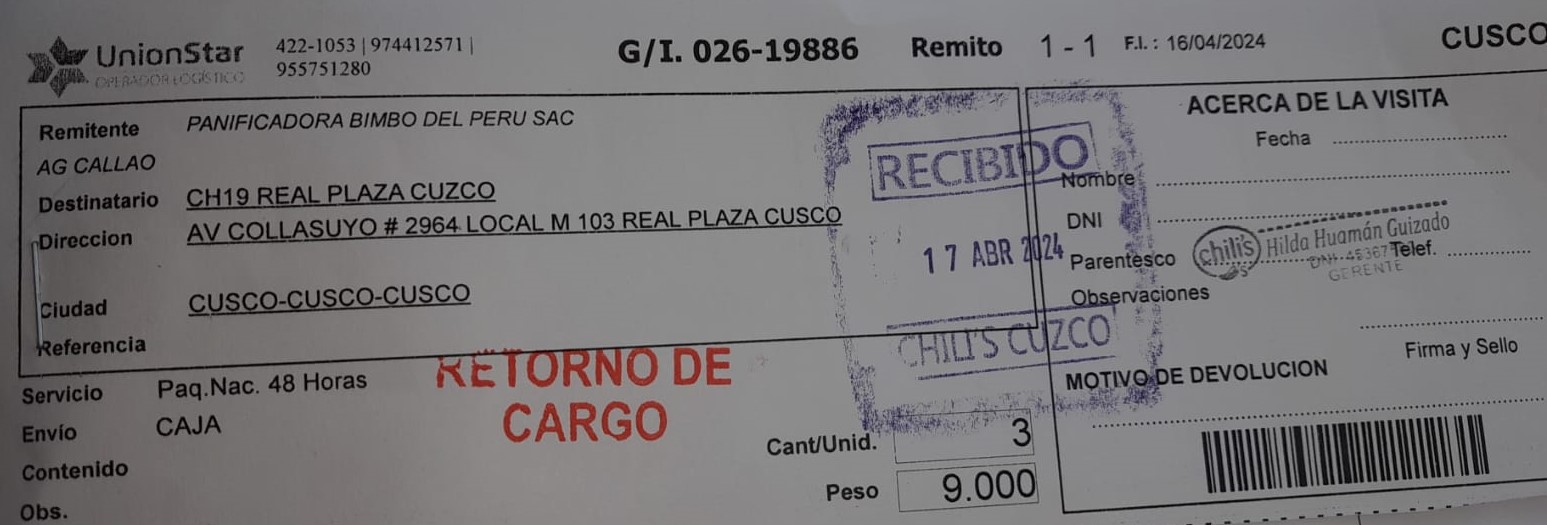 UnionStar 422-1053 | 974412571 |
OPERADOR LOGÍSTICO 955751280
G/I. 026-19886 Remito 1 - 1 F.I. : 16/04/2024 CUSCO
Remitente PANIFICADORA BIMBO DEL PERU SAC
AG CALLAO
Destinatario CH19 REAL PLAZA CUZCO
Direccion AV COLLASUYO # 2964 LOCAL M 103 REAL PLAZA CUSCO
Ciudad CUSCO-CUSCO-CUSCO
Referencia
RECIBIDO
17 ABR 2024
CHILI'S CUZCO
ACERCA DE LA VISITA
Fecha
Nombre
DNI
Parentesco Telef.
chili's Hilda Huamán Guizado
DNI. 45367
GERENTE
Observaciones
Firma y Sello
MOTIVO DE DEVOLUCION
Servicio Paq.Nac. 48 Horas
Envío CAJA
Contenido
Obs.
RETORNO DE
CARGO
Cant/Unid. 3
Peso 9.000